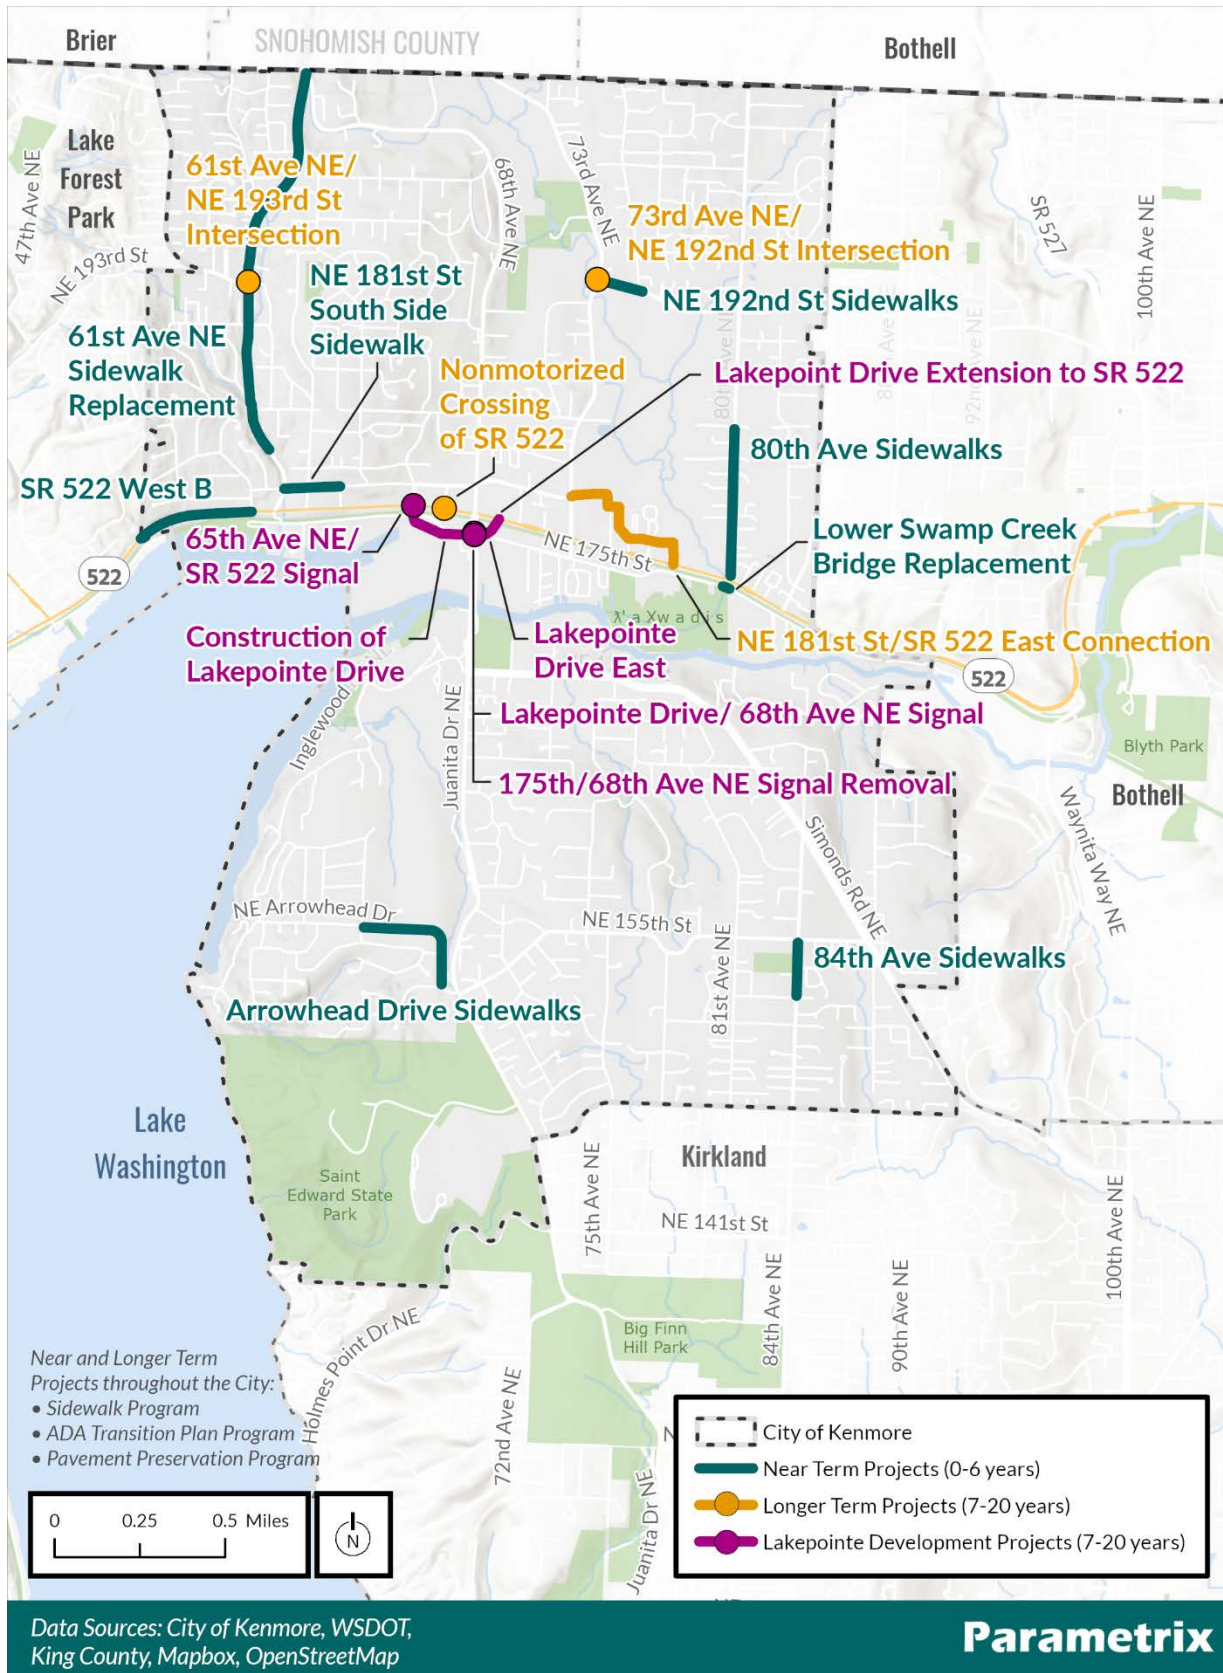 Brier
SNOHOMISH COUNTY
Bothell
Lake
Forest
Park
47th Ave NE
NE 193rd St
61st Ave NE/
NE 193rd St
Intersection
68th Ave NE
73rd Ave NE
73rd Ave NE/
NE 192nd St Intersection
SR 527
100th Ave NE
NE 181st St
South Side
Sidewalk
NE 192nd St Sidewalks
61st Ave NE
Sidewalk
Replacement
Nonmotorized
Crossing
of SR 522
80th Ave NE
92nd Ave NE
Lakepoint Drive Extension to SR 522
80th Ave Sidewalks
SR 522 West B
65th Ave NE/
SR 522 Signal
NE 175th St
Lower Swamp Creek
Bridge Replacement
522
Construction of
Lakepointe Drive
Lakepointe
Drive East
NE 181st St/SR 522 East Connection
522
Inglewood
Juanita Dr NE
Lakepointe Drive/ 68th Ave NE Signal
175th/68th Ave NE Signal Removal
Blyth Park
Bothell
Simonds Rd NE
Waynita Way NE
NE Arrowhead Dr
NE 155th St
81st Ave NE
84th Ave Sidewalks
Arrowhead Drive Sidewalks
Lake
Washington
Saint
Edward State
Park
Kirkland
75th Ave NE
NE 141st St
100th Ave NE
84th Ave NE
90th Ave NE
Big Finn
Hill Park
Holmes Point Dr NE
72nd Ave NE
Juanita Dr NE
Near and Longer Term
Projects throughout the City:
• Sidewalk Program
• ADA Transition Plan Program
• Pavement Preservation Program
0 0.25 0.5 Miles
N
City of Kenmore
Near Term Projects (0-6 years)
Longer Term Projects (7-20 years)
Lakepointe Development Projects (7-20 years)
Data Sources: City of Kenmore, WSDOT,
King County, Mapbox, OpenStreetMap
Parametrix